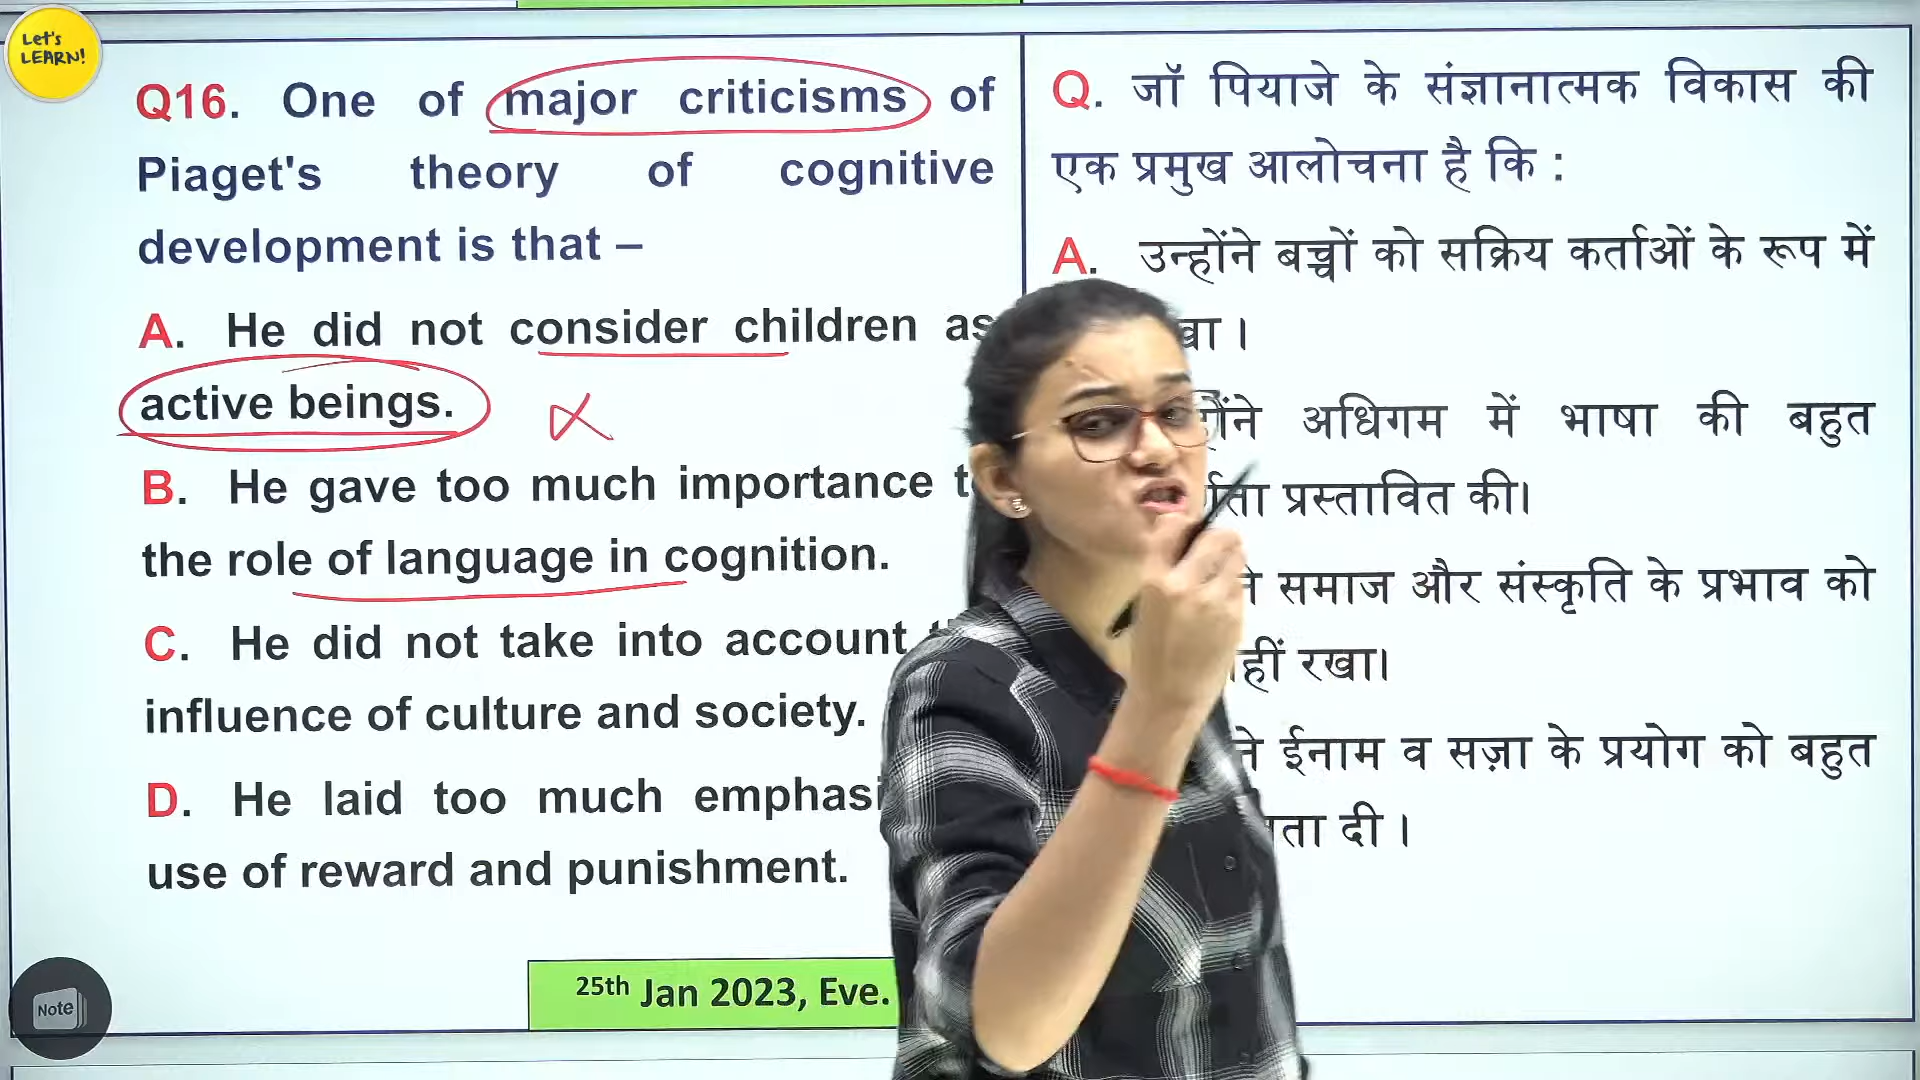 Let's
LEARN!
Q16. One of major criticisms of
Piaget's theory of cognitive
development is that –
A. He did not consider children as
active beings.
B. He gave too much importance
the role of language in cognition.
C. He did not take into account
influence of culture and society.
D. He laid too much
use of reward and punishment.
25th Jan 2023, Eve.
Note
Q. जॉ पियाजे के संज्ञानात्मक विकास की
एक प्रमुख आलोचना है कि :
A. उन्होंने बच्चों को सक्रिय कर्ताओं के रूप में
अधिगम में भाषा की बहुत
प्रस्तावित की।
समाज और संस्कृति के प्रभाव को
रखा।
ईनाम व सज़ा के प्रयोग को बहुत
दी।